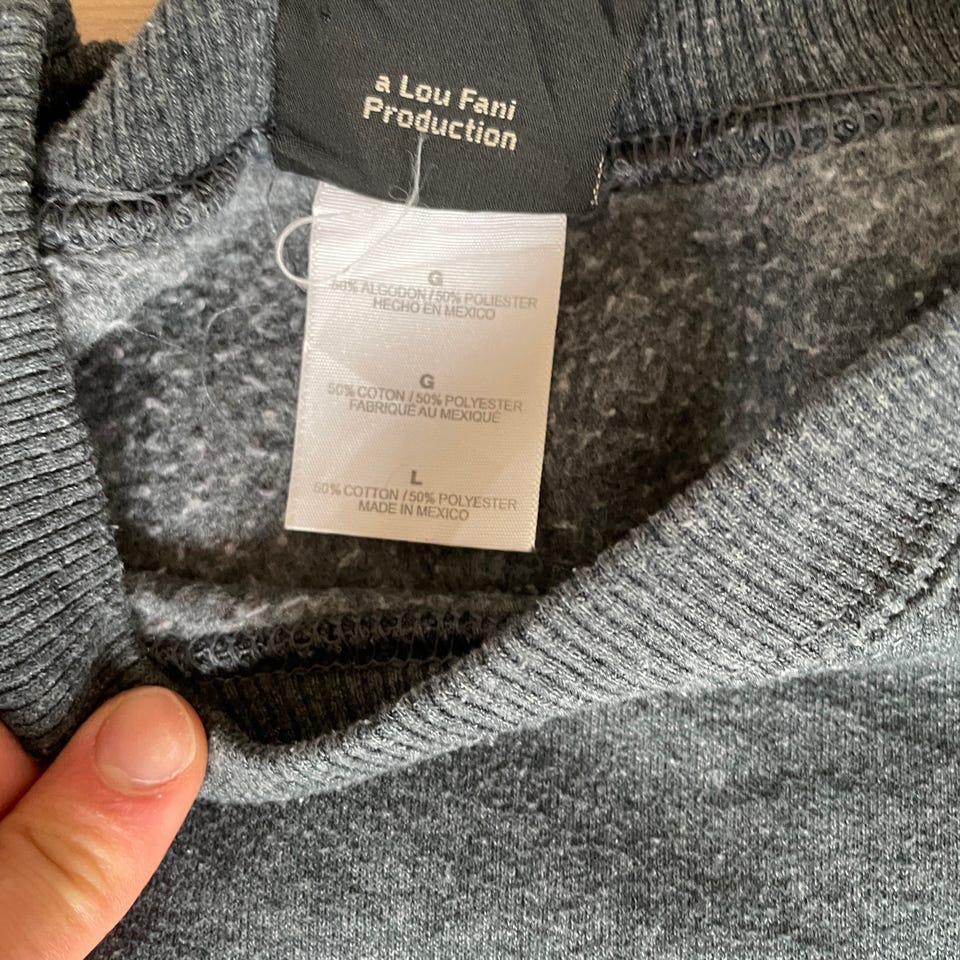 a Lou Fani
Production
G
50% ALGODON / 50% POLIESTER
HECHO EN MEXICO
G
50% COTON / 50% POLYESTER
FABRIQUÉ AU MEXIQUE
L
50% COTTON / 50% POLYESTER
MADE IN MEXICO